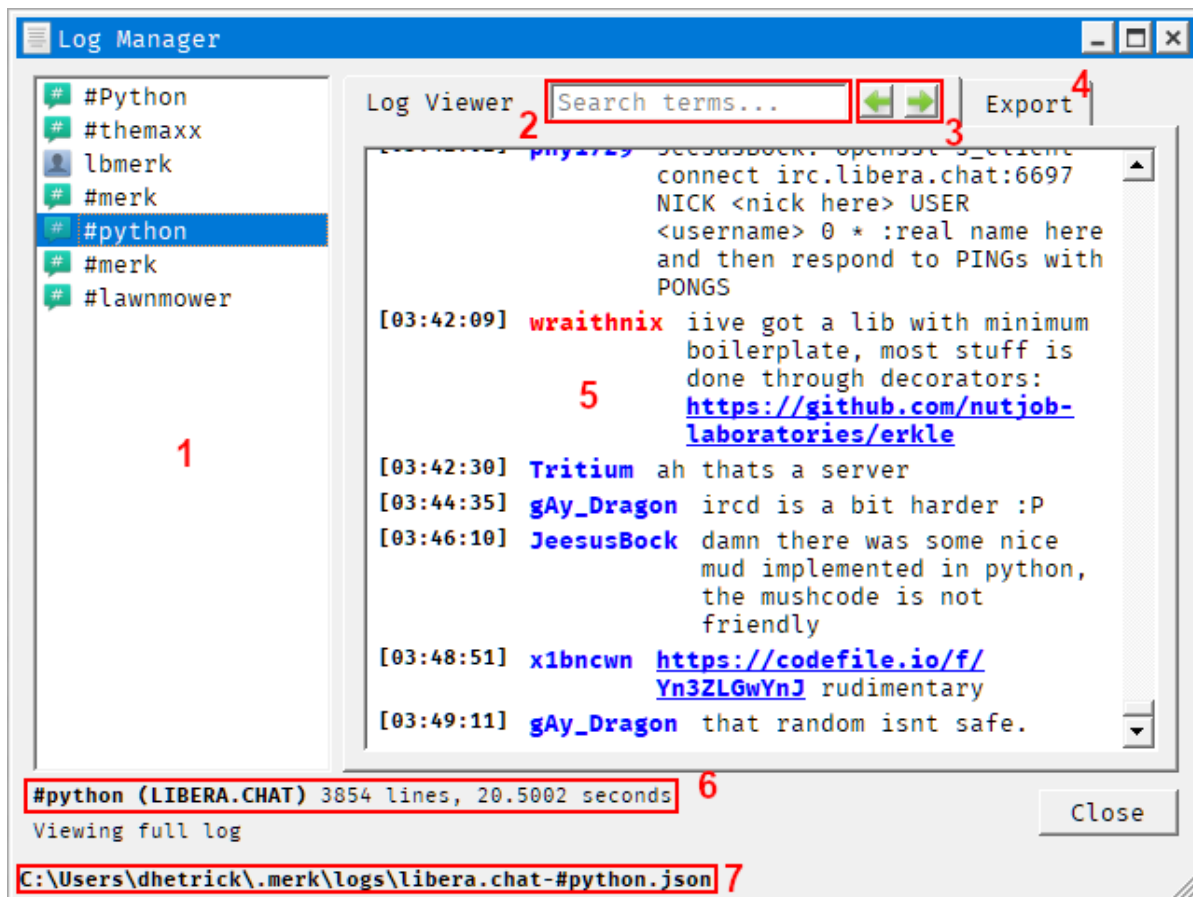 Log Manager
#Python
#themaxx
lbmerk
#merk
#python
#merk
#lawnmower
1
Log Viewer
2
Search terms...
3
Export
4
connect irc.libera.chat:6697
NICK <nick here> USER
<username> 0 * :real name here
and then respond to PINGs with
PONGS
[03:42:09] wraithnix iive got a lib with minimum
boilerplate, most stuff is
done through decorators:
https://github.com/nutjob-
laboratories/erkle
5
[03:42:30] Tritium ah thats a server
[03:44:35] gAy_Dragon ircd is a bit harder :P
[03:46:10] JeesusBock damn there was some nice
mud implemented in python,
the mushcode is not
friendly
[03:48:51] x1bncwn https://codefile.io/f/
Yn3ZLGwYnJ rudimentary
[03:49:11] gAy_Dragon that random isnt safe.
#python (LIBERA.CHAT) 3854 lines, 20.5002 seconds
6
Viewing full log
Close
C:\Users\dhetrick\.merk\logs\libera.chat-#python.json
7